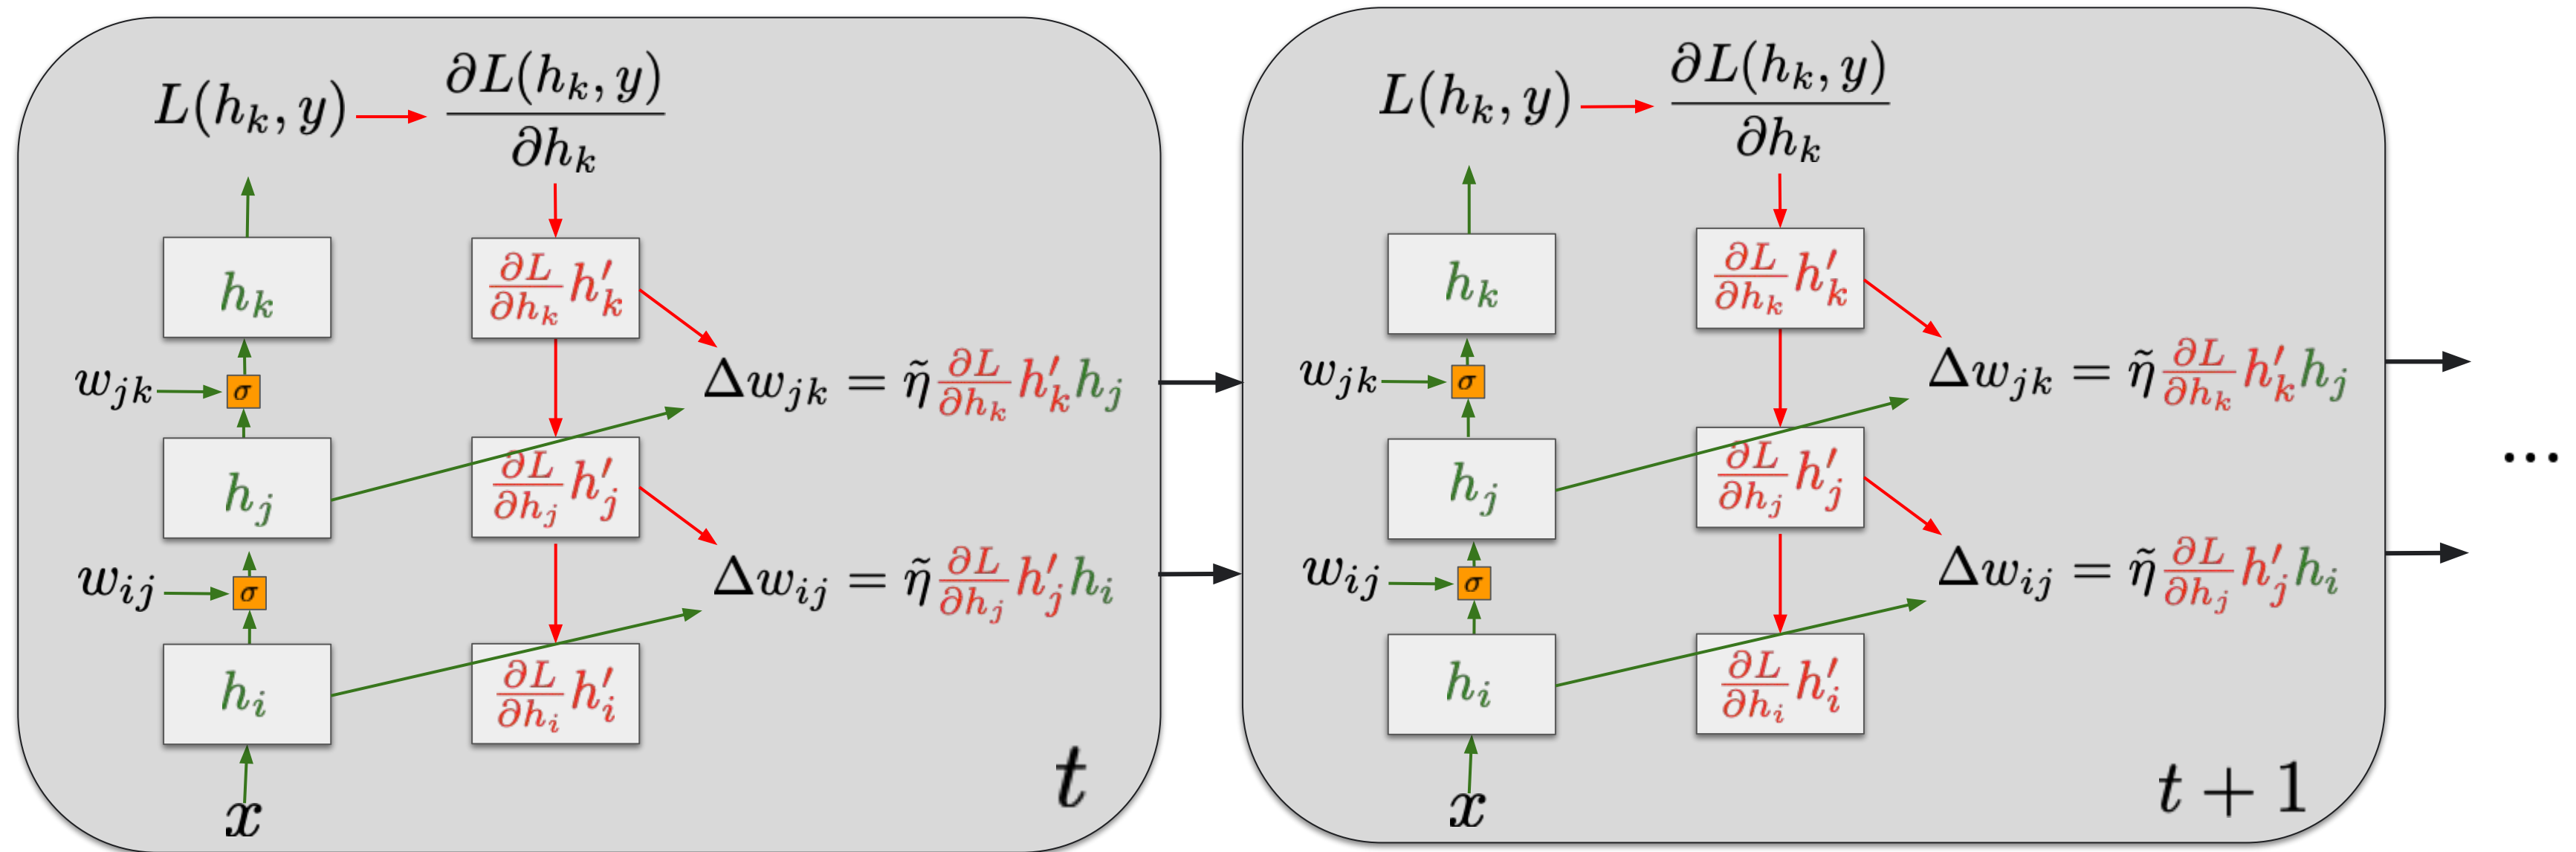 L(h_k, y) → ∂L(h_k, y)/∂h_k
h_k
∂L/∂h_k h′_k
w_jk
σ
Δw_jk = η̃ ∂L/∂h_k h′_k h_j
h_j
∂L/∂h_j h′_j
w_ij
σ
Δw_ij = η̃ ∂L/∂h_j h′_j h_i
h_i
∂L/∂h_i h′_i
x
t
L(h_k, y) → ∂L(h_k, y)/∂h_k
h_k
∂L/∂h_k h′_k
w_jk
σ
Δw_jk = η̃ ∂L/∂h_k h′_k h_j
h_j
∂L/∂h_j h′_j
w_ij
σ
Δw_ij = η̃ ∂L/∂h_j h′_j h_i
h_i
∂L/∂h_i h′_i
x
t + 1
...